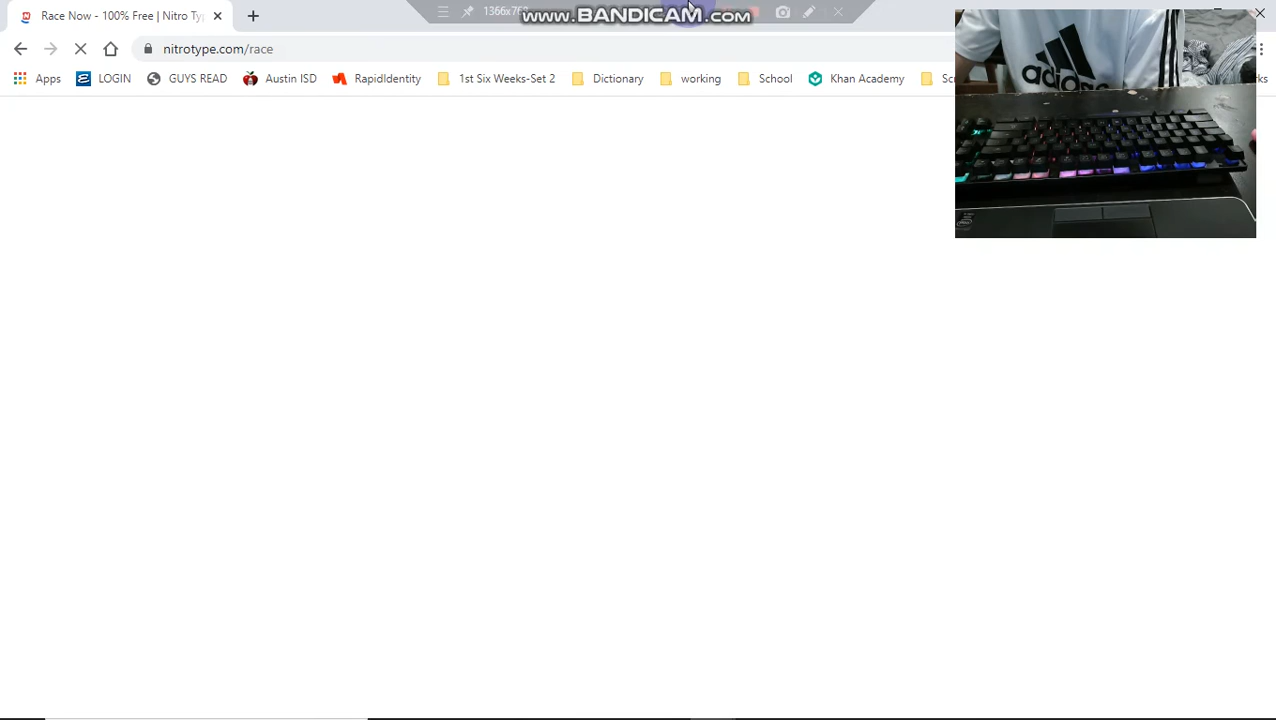 Race Now - 100% Free | Nitro Ty
1366x768
www.BANDICAM.com
nitrotype.com/race
Apps
LOGIN
GUYS READ
Austin ISD
RapidIdentity
1st Six Weeks-Set 2
Dictionary
working
School
Khan Academy
adidas